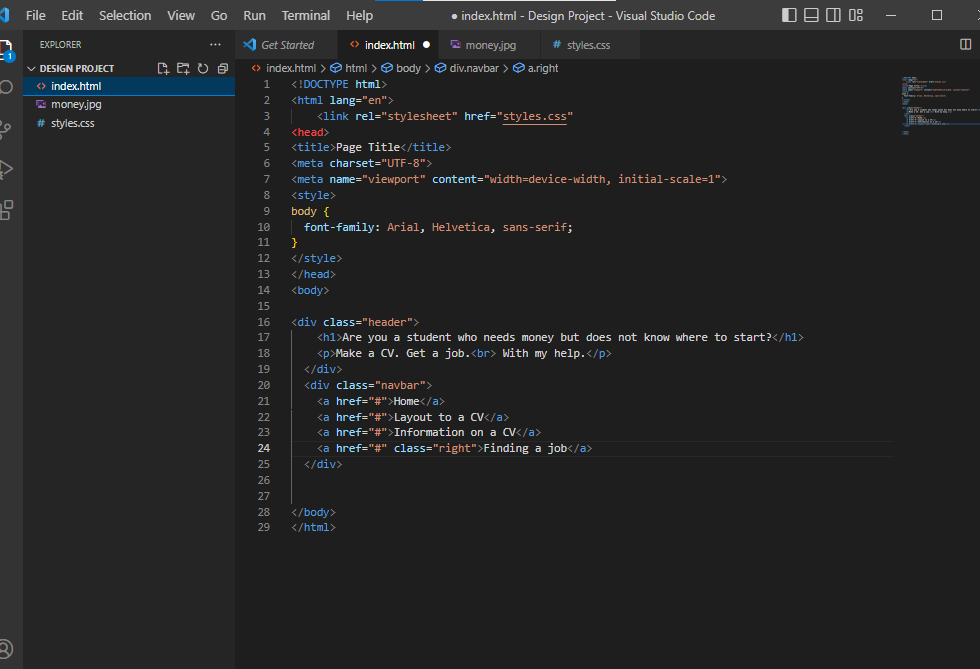 File Edit Selection View Go Run Terminal Help ● index.html - Design Project - Visual Studio Code
EXPLORER ··· Get Started index.html ● money.jpg # styles.css
DESIGN PROJECT index.html > html > body > div.navbar > a.right
index.html
money.jpg
# styles.css
1
1 <!DOCTYPE html>
2 <html lang="en">
3 <link rel="stylesheet" href="styles.css"
4 <head>
5 <title>Page Title</title>
6 <meta charset="UTF-8">
7 <meta name="viewport" content="width=device-width, initial-scale=1">
8 <style>
9 body {
10 font-family: Arial, Helvetica, sans-serif;
11 }
12 </style>
13 </head>
14 <body>
15
16 <div class="header">
17 <h1>Are you a student who needs money but does not know where to start?</h1>
18 <p>Make a CV. Get a job.<br> With my help.</p>
19 </div>
20 <div class="navbar">
21 <a href="#">Home</a>
22 <a href="#">Layout to a CV</a>
23 <a href="#">Information on a CV</a>
24 <a href="#" class="right">Finding a job</a>
25 </div>
26
27
28 </body>
29 </html>